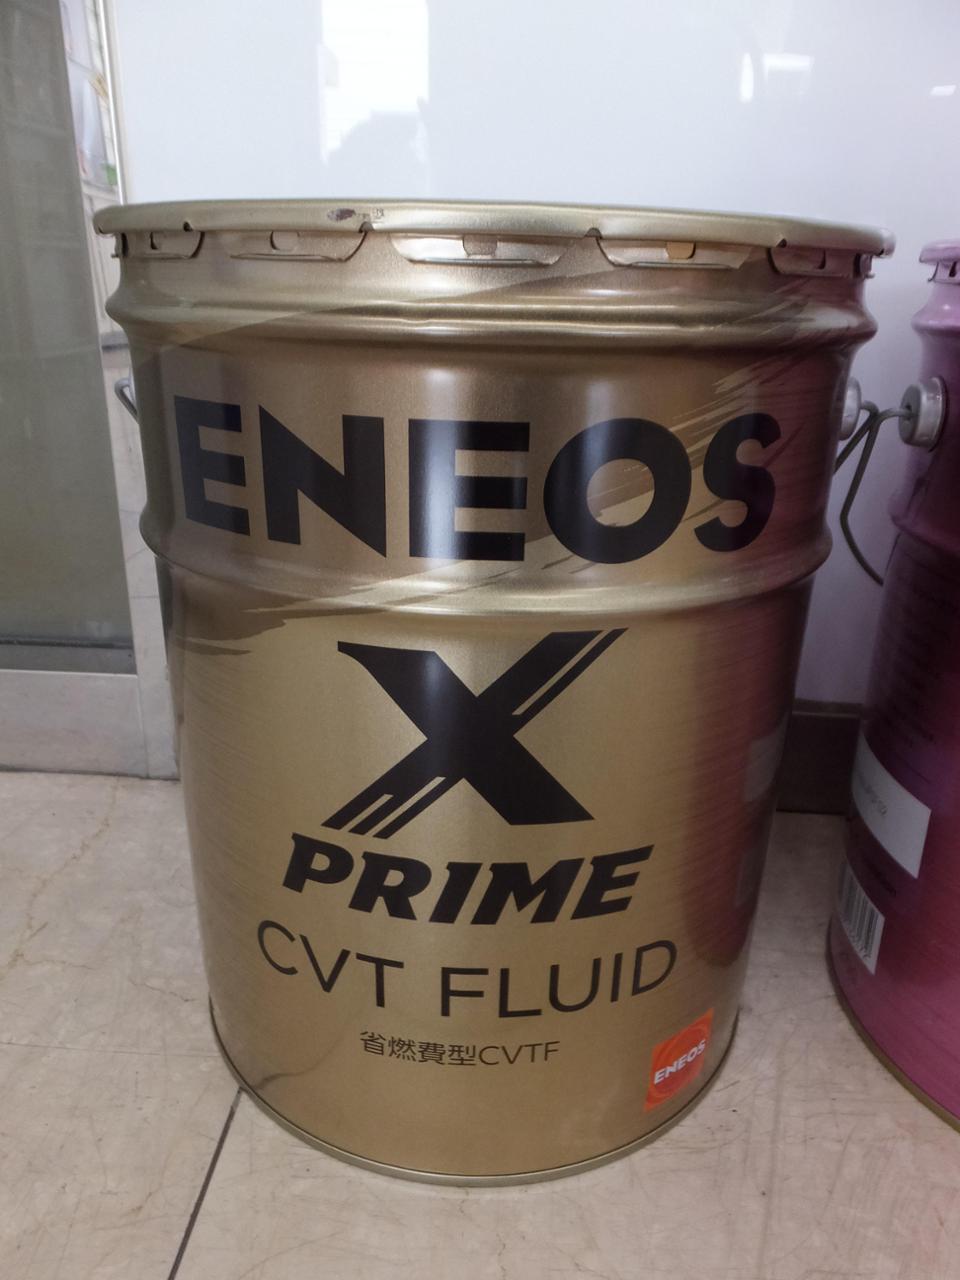 ENEOS
X
PRIME
CVT FLUID
省燃費型CVTF
ENEOS